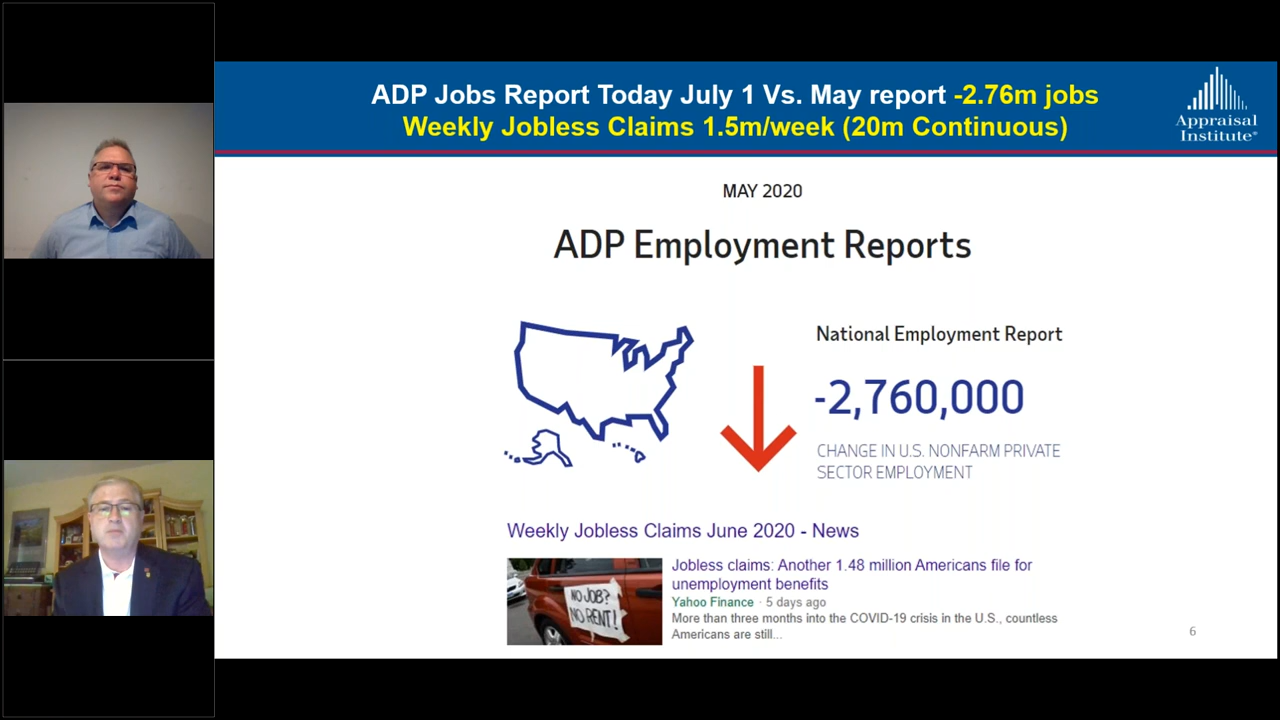 ADP Jobs Report Today July 1 Vs. May report -2.76m jobs
Weekly Jobless Claims 1.5m/week (20m Continuous)
Appraisal
Institute®
MAY 2020
ADP Employment Reports
National Employment Report
-2,760,000
CHANGE IN U.S. NONFARM PRIVATE
SECTOR EMPLOYMENT
Weekly Jobless Claims June 2020 - News
NO JOB?
NO RENT!
Jobless claims: Another 1.48 million Americans file for
unemployment benefits
Yahoo Finance · 5 days ago
More than three months into the COVID-19 crisis in the U.S., countless
Americans are still...
6